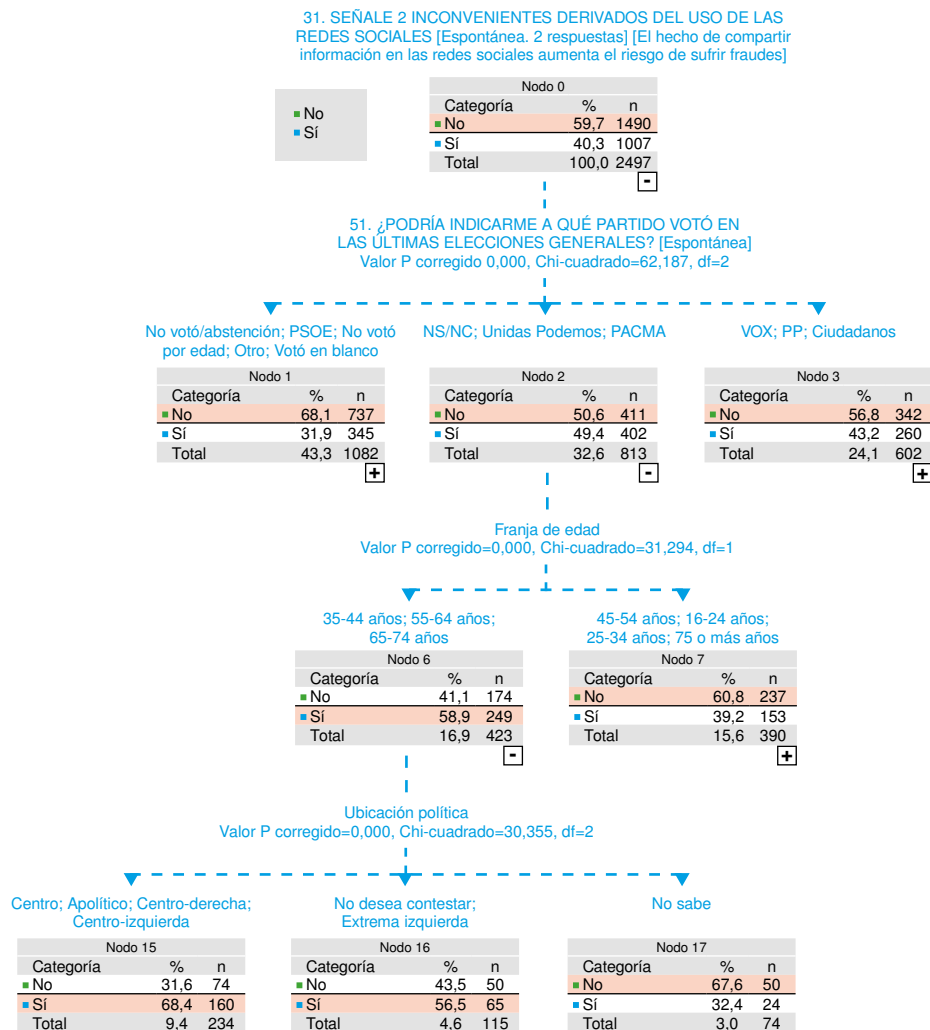 31. SEÑALE 2 INCONVENIENTES DERIVADOS DEL USO DE LAS
REDES SOCIALES [Espontánea. 2 respuestas] [El hecho de compartir
información en las redes sociales aumenta el riesgo de sufrir fraudes]
No
Sí
Nodo 0
Categoría % n
No 59,7 1490
Sí 40,3 1007
Total 100,0 2497
-
51. ¿PODRÍA INDICARME A QUÉ PARTIDO VOTÓ EN
LAS ÚLTIMAS ELECCIONES GENERALES? [Espontánea]
Valor P corregido 0,000, Chi-cuadrado=62,187, df=2
No votó/abstención; PSOE; No votó
por edad; Otro; Votó en blanco
Nodo 1
Categoría % n
No 68,1 737
Sí 31,9 345
Total 43,3 1082
+
NS/NC; Unidas Podemos; PACMA
Nodo 2
Categoría % n
No 50,6 411
Sí 49,4 402
Total 32,6 813
-
VOX; PP; Ciudadanos
Nodo 3
Categoría % n
No 56,8 342
Sí 43,2 260
Total 24,1 602
+
Franja de edad
Valor P corregido=0,000, Chi-cuadrado=31,294, df=1
35-44 años; 55-64 años;
65-74 años
Nodo 6
Categoría % n
No 41,1 174
Sí 58,9 249
Total 16,9 423
-
45-54 años; 16-24 años;
25-34 años; 75 o más años
Nodo 7
Categoría % n
No 60,8 237
Sí 39,2 153
Total 15,6 390
+
Ubicación política
Valor P corregido=0,000, Chi-cuadrado=30,355, df=2
Centro; Apolítico; Centro-derecha;
Centro-izquierda
Nodo 15
Categoría % n
No 31,6 74
Sí 68,4 160
Total 9,4 234
No desea contestar;
Extrema izquierda
Nodo 16
Categoría % n
No 43,5 50
Sí 56,5 65
Total 4,6 115
No sabe
Nodo 17
Categoría % n
No 67,6 50
Sí 32,4 24
Total 3,0 74